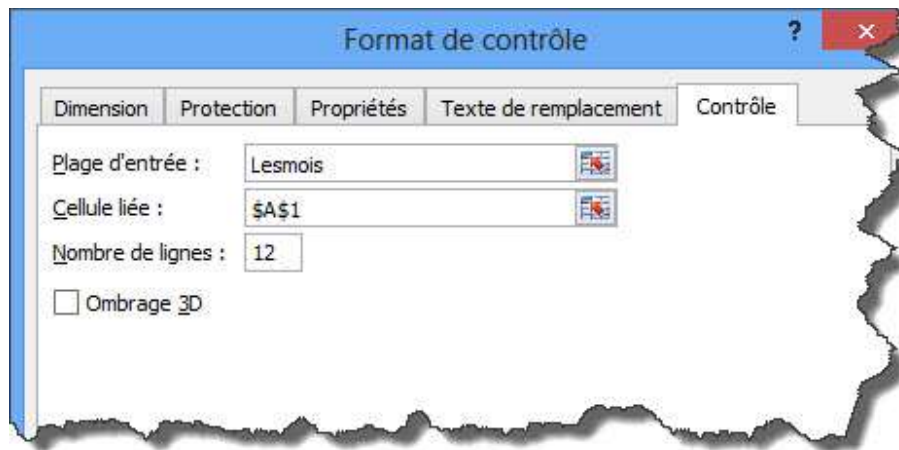 Format de contrôle ?
Dimension Protection Propriétés Texte de remplacement Contrôle
Plage d'entrée : Lesmois
Cellule liée : $A$1
Nombre de lignes : 12
Ombrage 3D